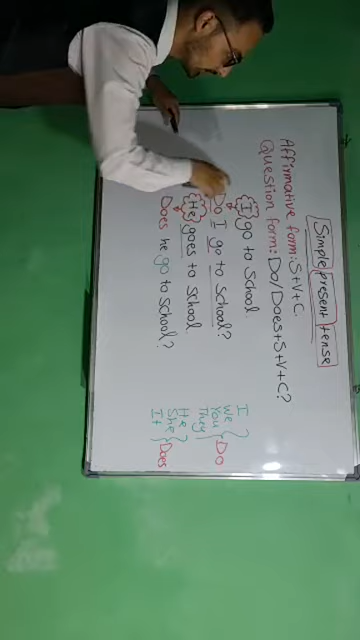 Simple present tense
Affirmative form: S+V+C.
Question form: Do/Does+S+V+C?
I go to School.
Do I go to School?
He goes to School
Does he go to School?
I
We
You
They
Do
He
She
It
Does